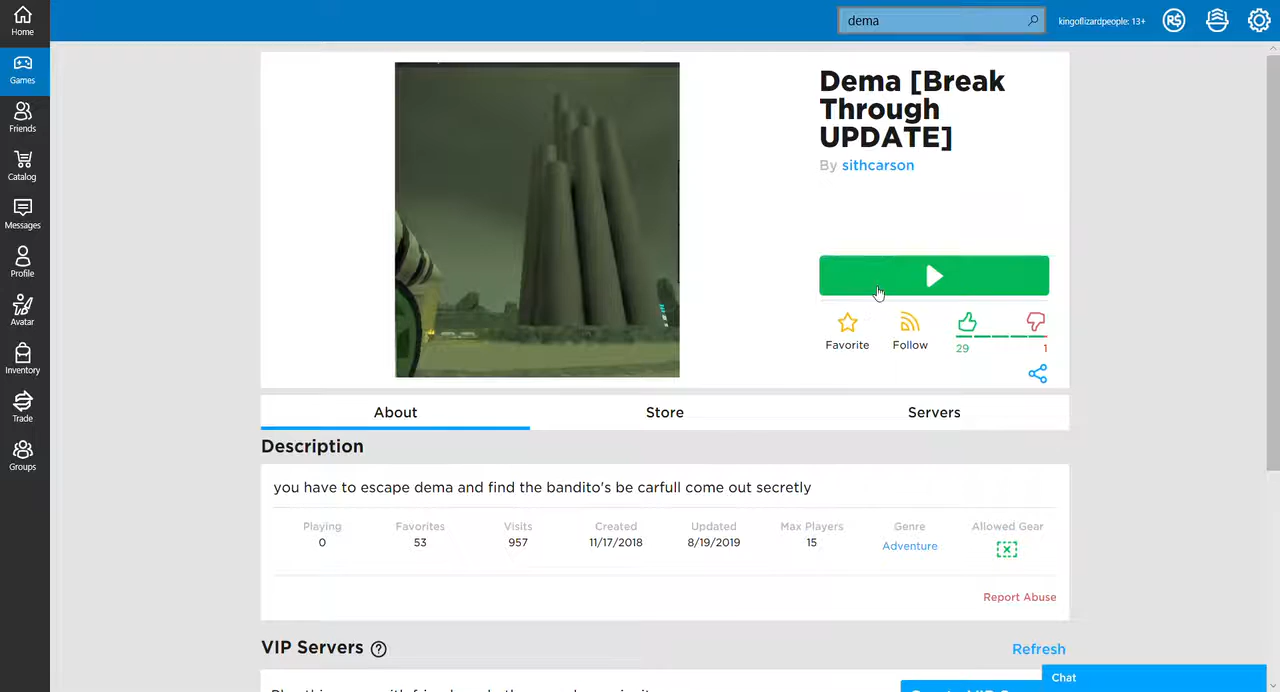 Home
Games
Friends
Catalog
Messages
Profile
Avatar
Inventory
Trade
Groups
dema
kingoflizardpeople: 13+
R$
Dema [Break
Through
UPDATE]
By sithcarson
Favorite
Follow
29
1
About
Store
Servers
Description
you have to escape dema and find the bandito's be carfull come out secretly
Playing
0
Favorites
53
Visits
957
Created
11/17/2018
Updated
8/19/2019
Max Players
15
Genre
Adventure
Allowed Gear
Report Abuse
VIP Servers ?
Refresh
Chat